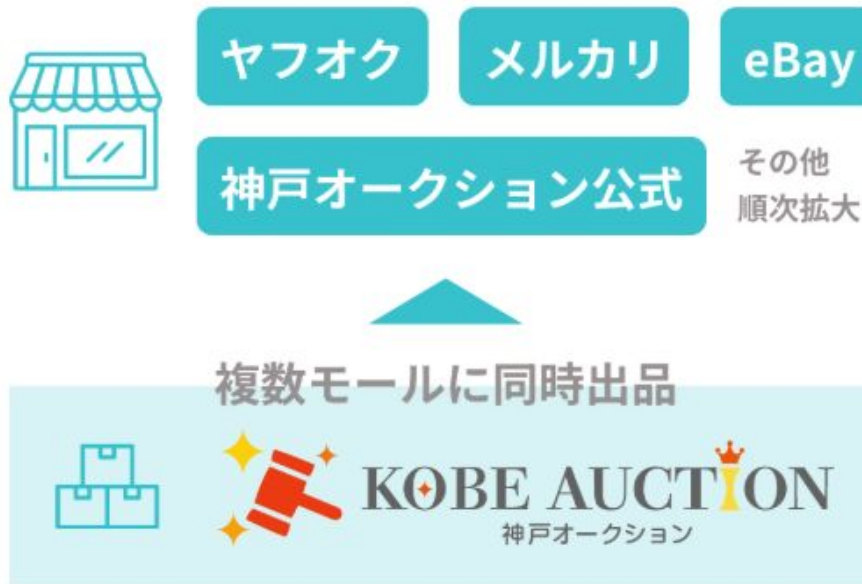 ヤフオク
メルカリ
eBay
神戸オークション公式
その他
順次拡大
複数モールに同時出品
KOBE AUCTION
神戸オークション